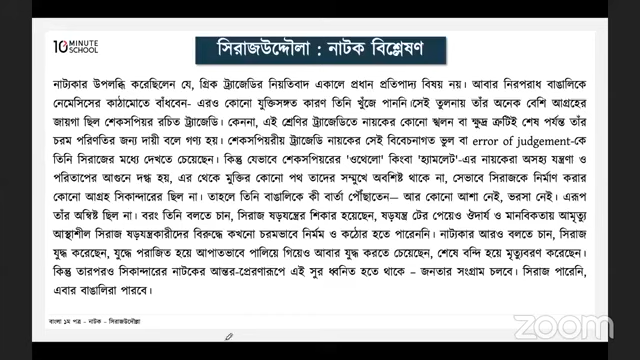 10 MINUTE
SCHOOL
সিরাজউদ্দৌলা : নাটক বিশ্লেষণ
নাট্যকার উপলব্ধি করেছিলেন যে, গ্রিক ট্র্যাজেডির নিয়তিবাদ একালে প্রধান প্রতিপাদ্য বিষয় নয়। আবার নিরপরাধ বাঙালিকে
নেমেসিসের কাঠামোতে বাঁধবেন- এরও কোনো যুক্তিসঙ্গত কারণ তিনি খুঁজে পাননি।সেই তুলনায় তাঁর অনেক বেশি আগ্রহের
জায়গা ছিল শেকসপিয়র রচিত ট্র্যাজেডি। কেননা, এই শ্রেণির ট্র্যাজেডিতে নায়কের কোনো স্খলন বা ক্ষুদ্র ত্রুটিই শেষ পর্যন্ত তাঁর
চরম পরিণতির জন্য দায়ী বলে গণ্য হয়। শেকসপিয়রীয় ট্র্যাজেডি নায়কের সেই বিবেচনাগত ভুল বা error of judgement-কে
তিনি সিরাজের মধ্যে দেখতে চেয়েছেন। কিন্তু যেভাবে শেকসপিয়রের 'ওথেলো' কিংবা 'হ্যামলেট'-এর নায়কেরা অসহ্য যন্ত্রণা ও
পরিতাপের আগুনে দগ্ধ হয়, এর থেকে মুক্তির কোনো পথ তাদের সম্মুখে অবশিষ্ট থাকে না, সেভাবে সিরাজকে নির্মাণ করার
কোনো আগ্রহ সিকান্দারের ছিল না। তাহলে তিনি বাঙালিকে কী বার্তা পৌঁছাতেন— আর কোনো আশা নেই, ভরসা নেই। এরূপ
তাঁর অন্বিষ্ট ছিল না। বরং তিনি বলতে চান, সিরাজ ষড়যন্ত্রের শিকার হয়েছেন, ষড়যন্ত্র টের পেয়েও ঔদার্য ও মানবিকতায় আমৃত্যু
আস্থাশীল সিরাজ ষড়যন্ত্রকারীদের বিরুদ্ধে কখনো চরমভাবে নির্মম ও কঠোর হতে পারেননি। নাট্যকার আরও বলতে চান, সিরাজ
যুদ্ধ করেছেন, যুদ্ধে পরাজিত হয়ে আপাতভাবে পালিয়ে গিয়েও আবার যুদ্ধ করতে চেয়েছেন, শেষে বন্দি হয়ে মৃত্যুবরণ করেছেন।
কিন্তু তারপরও সিকান্দারের নাটকের আন্তর-প্রেরণারূপে এই সুর ধ্বনিত হতে থাকে – জনতার সংগ্রাম চলবে। সিরাজ পারেনি,
এবার বাঙালিরা পারবে।
বাংলা ১ম পত্র – নাটক – সিরাজউদ্দৌলা
zoom